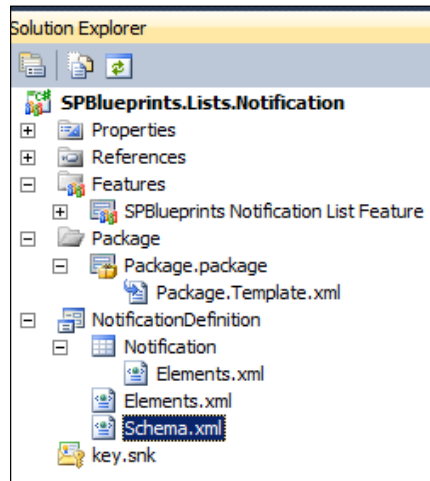 Solution Explorer
SPBlueprints.Lists.Notification
Properties
References
Features
SPBlueprints Notification List Feature
Package
Package.package
Package.Template.xml
NotificationDefinition
Notification
Elements.xml
Elements.xml
Schema.xml
key.snk